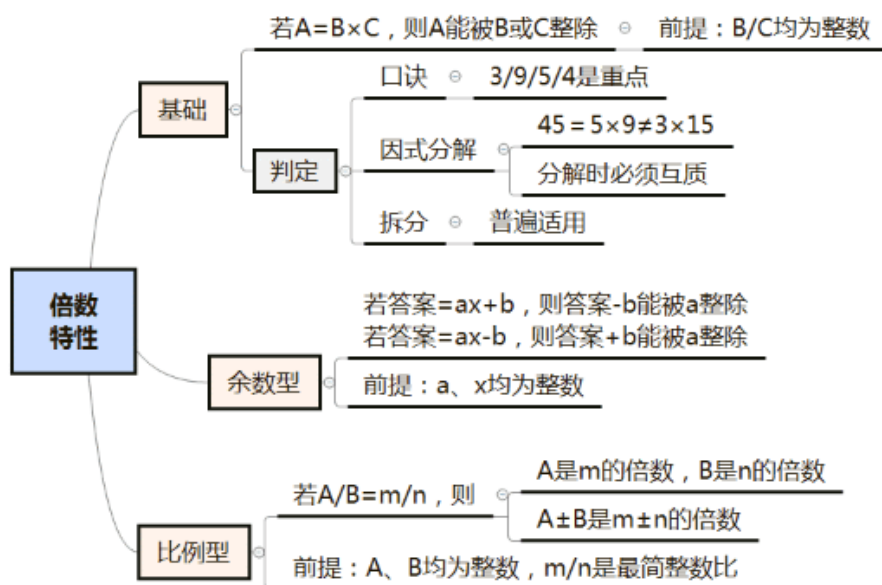 若A=B×C，则A能被B或C整除
前提：B/C均为整数
基础
判定
口诀
3/9/5/4是重点
因式分解
45＝5×9≠3×15
分解时必须互质
拆分
普遍适用
倍数
特性
余数型
若答案=ax+b，则答案-b能被a整除
若答案=ax-b，则答案+b能被a整除
前提：a、x均为整数
比例型
若A/B=m/n，则
A是m的倍数，B是n的倍数
A±B是m±n的倍数
前提：A、B均为整数，m/n是最简整数比